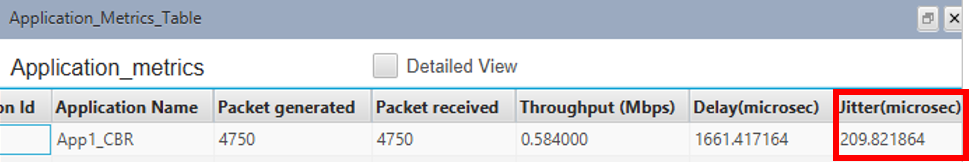 Application_Metrics_Table
Application_metrics Detailed View
on Id Application Name Packet generated Packet received Throughput (Mbps) Delay(microsec) Jitter(microsec)
App1_CBR 4750 4750 0.584000 1661.417164 209.821864